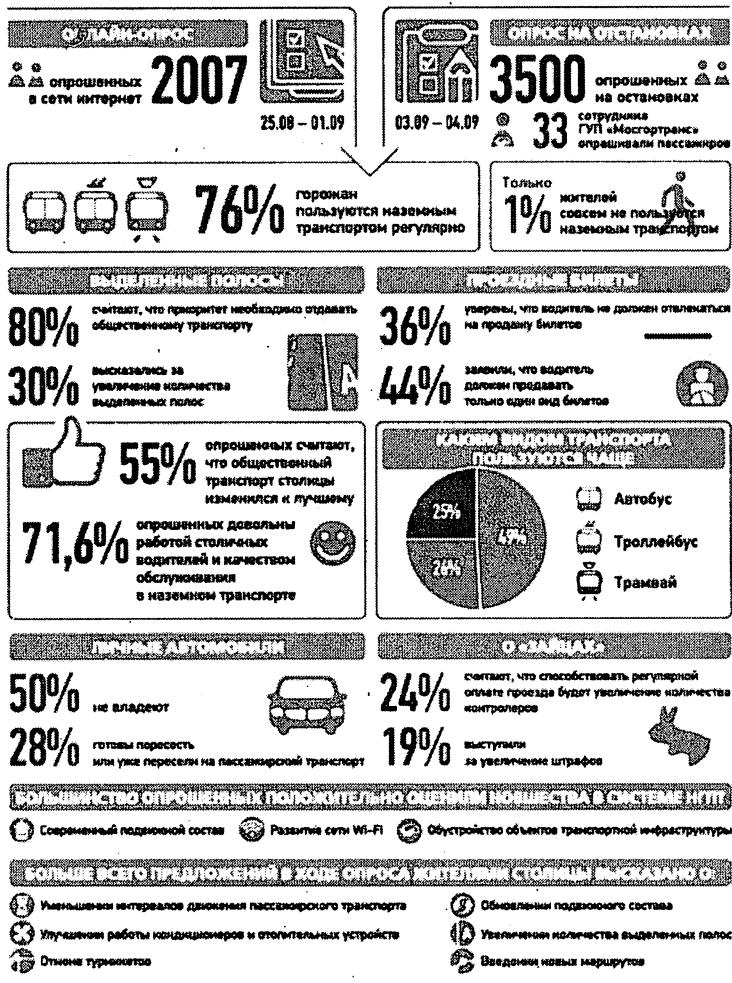 ОНЛАЙН-ОПРОС
опрошенных
в сети интернет
2007
25.08 – 01.09
ОПРОС НА ОТСТАНОВКАХ
3500
опрошенных
на остановках
03.09 – 04.09
33
сотрудника
ГУП «Мосгортранс»
опрашивали пассажиров
76%
горожан
пользуются наземным
транспортом регулярно
Только
1%
жителей
совсем не пользуется
наземным транспортом
ВЫДЕЛЕННЫЕ ПОЛОСЫ
80%
считают, что приоритет необходимо отдавать
общественному транспорту
30%
высказались за
увеличение количества
выделенных полос
А
ПРОЕЗДНЫЕ БИЛЕТЫ
36%
уверены, что водитель не должен отвлекаться
на продажу билетов
44%
заявили, что водитель
должен продавать
только один вид билетов
55%
опрошенных считают,
что общественный
транспорт столицы
изменился к лучшему
71,6%
опрошенных довольны
работой столичных
водителей и качеством
обслуживания
в наземном транспорте
КАКИМ ВИДОМ ТРАНСПОРТА
ПОЛЬЗУЮТСЯ ЧАЩЕ
25%
49%
26%
Автобус
Троллейбус
Трамвай
ЛИЧНЫЕ АВТОМОБИЛИ
50%
не владеют
28%
готовы пересесть
или уже пересели на пассажирский транспорт
О «ЗАЙЦАХ»
24%
считают, что способствовать регулярной
оплате проезда будет увеличение количества
контролеров
19%
выступили
за увеличение штрафов
БОЛЬШИНСТВО ОПРОШЕННЫХ ПОЛОЖИТЕЛЬНО ОЦЕНИЛИ НОВШЕСТВА В СИСТЕМЕ НГПТ
Современный подвижной состав
Развитие сети Wi-Fi
Обустройство объектов транспортной инфраструктуры
БОЛЬШЕ ВСЕГО ПРЕДЛОЖЕНИЙ В ХОДЕ ОПРОСА ЖИТЕЛЯМИ СТОЛИЦЫ ВЫСКАЗАНО О:
Уменьшении интервалов движения пассажирского транспорта
Улучшении работы кондиционеров и отопительных устройств
Отмене турникетов
Обновлении подвижного состава
Увеличении количества выделенных полос
Введении новых маршрутов